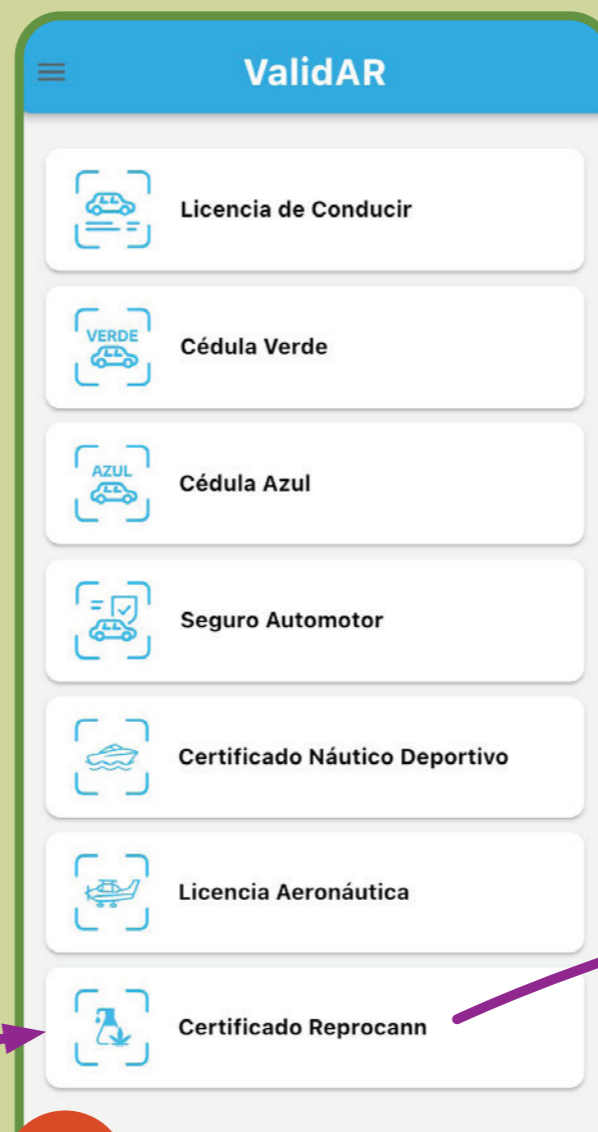 ValidAR
Licencia de Conducir
VERDE
Cédula Verde
AZUL
Cédula Azul
Seguro Automotor
Certificado Náutico Deportivo
Licencia Aeronáutica
Certificado Reprocann